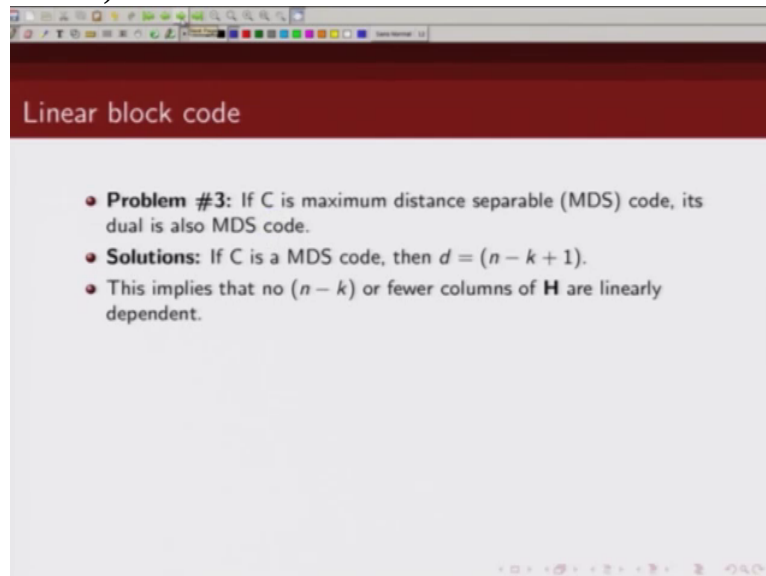 Linear block code
• Problem #3: If C is maximum distance separable (MDS) code, its
dual is also MDS code.
• Solutions: If C is a MDS code, then d = (n − k + 1).
• This implies that no (n − k) or fewer columns of H are linearly
dependent.